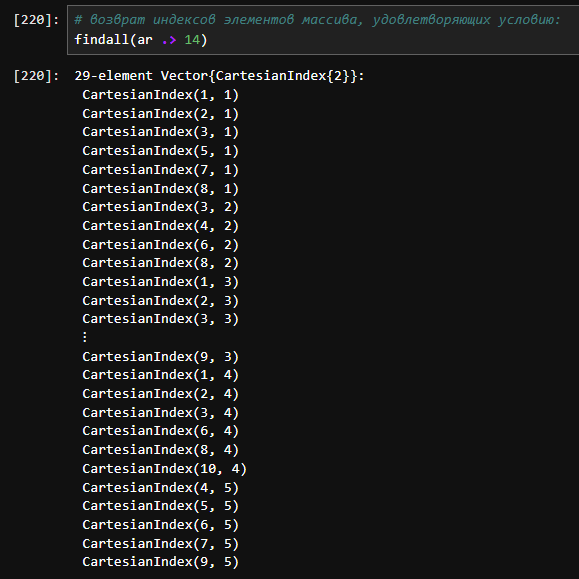 [220]: # возврат индексов элементов массива, удовлетворяющих условию:
findall(ar .> 14)
[220]: 29-element Vector{CartesianIndex{2}}:
CartesianIndex(1, 1)
CartesianIndex(2, 1)
CartesianIndex(3, 1)
CartesianIndex(5, 1)
CartesianIndex(7, 1)
CartesianIndex(8, 1)
CartesianIndex(3, 2)
CartesianIndex(4, 2)
CartesianIndex(6, 2)
CartesianIndex(8, 2)
CartesianIndex(1, 3)
CartesianIndex(2, 3)
CartesianIndex(3, 3)
⋮
CartesianIndex(9, 3)
CartesianIndex(1, 4)
CartesianIndex(2, 4)
CartesianIndex(3, 4)
CartesianIndex(6, 4)
CartesianIndex(8, 4)
CartesianIndex(10, 4)
CartesianIndex(4, 5)
CartesianIndex(5, 5)
CartesianIndex(6, 5)
CartesianIndex(7, 5)
CartesianIndex(9, 5)